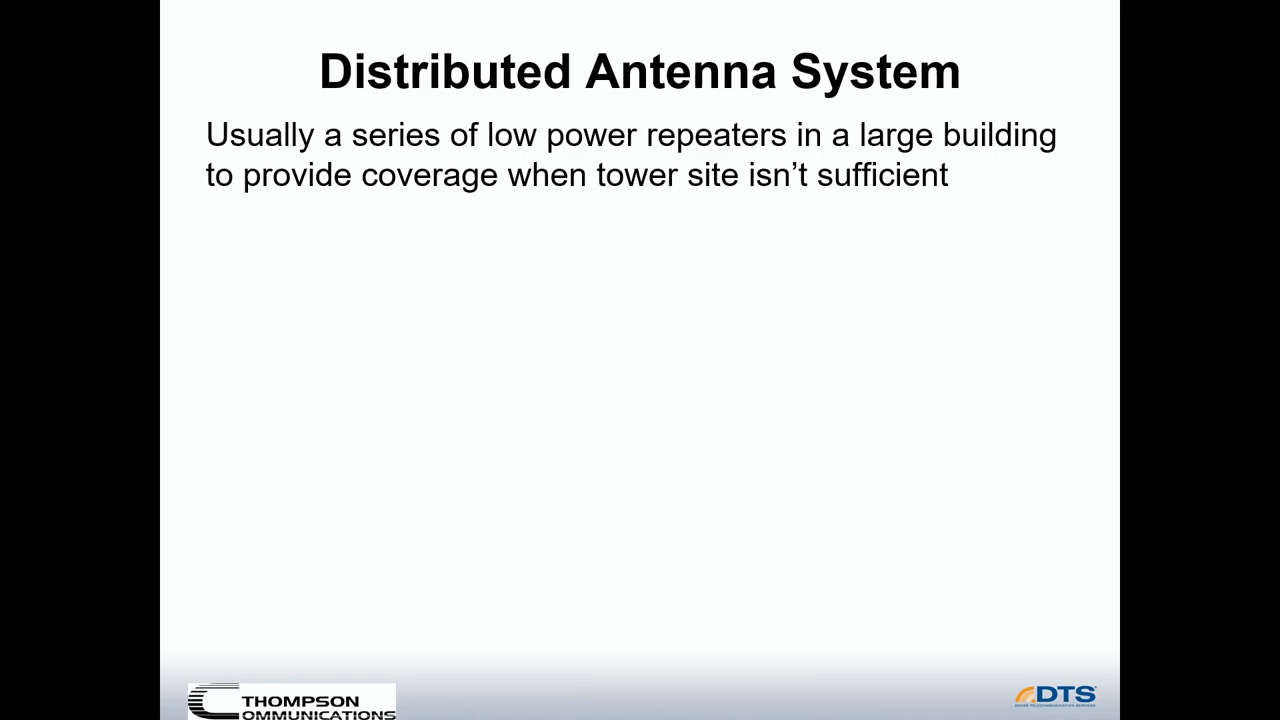 Distributed Antenna System
Usually a series of low power repeaters in a large building
to provide coverage when tower site isn’t sufficient
THOMPSON
COMMUNICATIONS
DTS